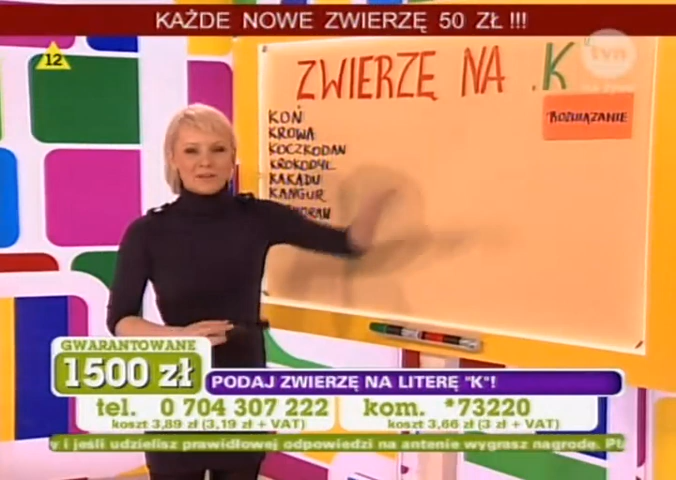 KAŻDE NOWE ZWIERZĘ 50 ZŁ !!!
12
tvn
ZWIERZĘ NA "K"
ROZWIĄZANIE
KOŃ
KROWA
KOCZKODAN
KROKODYL
KAKADU
KANGUR
GWARANTOWANE
1500 zł
PODAJ ZWIERZĘ NA LITERĘ "K"!
tel. 0 704 307 222
koszt 3,89 zł (3,19 zł + VAT)
kom. *73220
koszt 3,66 zł (3 zł + VAT)
y i jeśli udzielisz prawidłowej odpowiedzi na antenie wygrasz nagrodę.